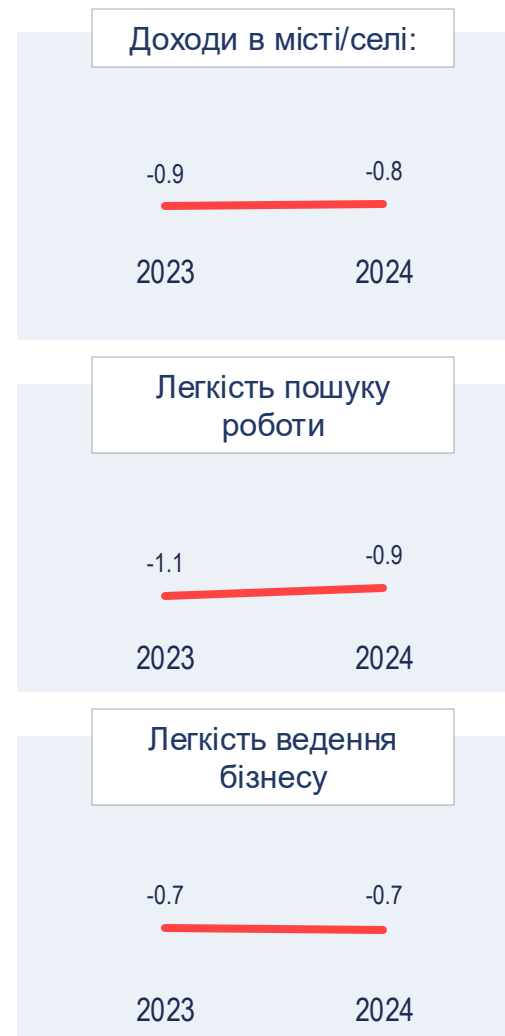 Доходи в місті/селі:
-0.9 -0.8
2023 2024
Легкість пошуку
роботи
-1.1 -0.9
2023 2024
Легкість ведення
бізнесу
-0.7 -0.7
2023 2024